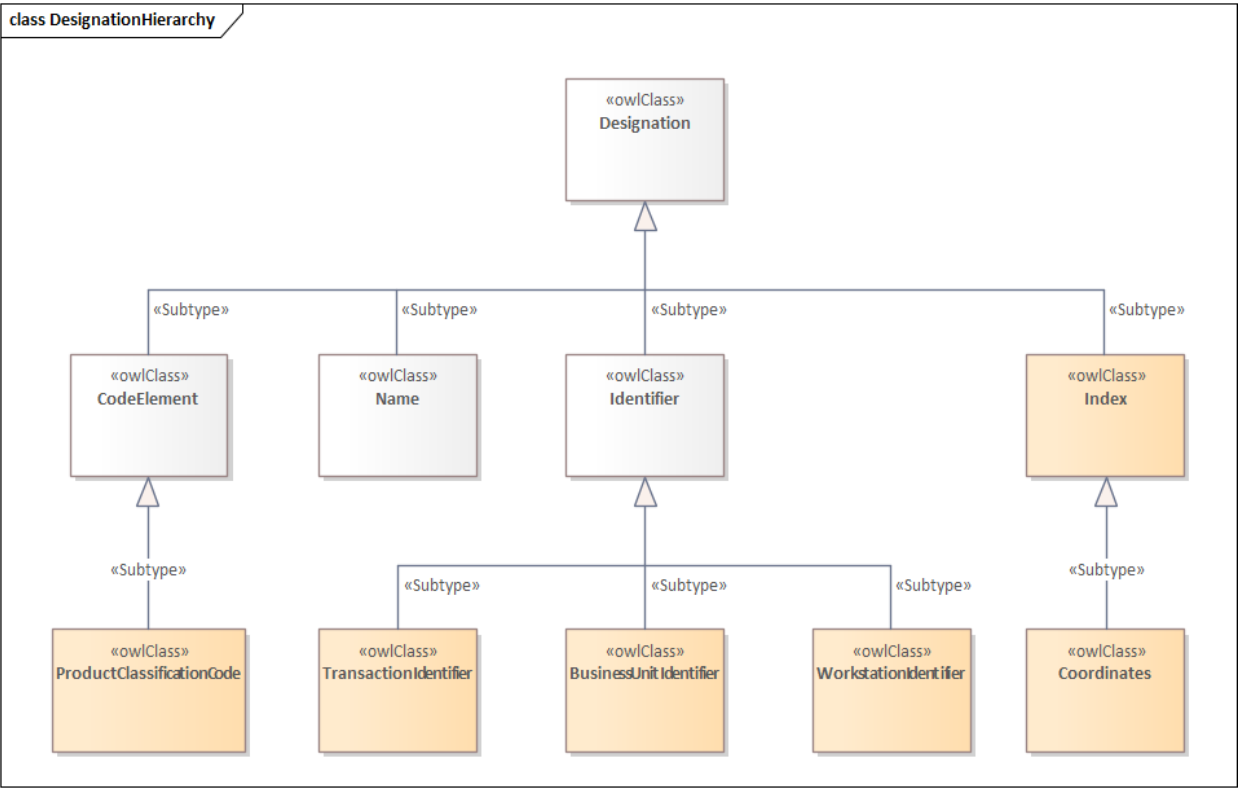 class DesignationHierarchy
«owlClass»
Designation
«Subtype»
«Subtype»
«Subtype»
«Subtype»
«owlClass»
CodeElement
«owlClass»
Name
«owlClass»
Identifier
«owlClass»
Index
«Subtype»
«Subtype»
«Subtype»
«Subtype»
«Subtype»
«owlClass»
ProductClassificationCode
«owlClass»
TransactionIdentifier
«owlClass»
BusinessUnitIdentifier
«owlClass»
WorkstationIdentifier
«owlClass»
Coordinates